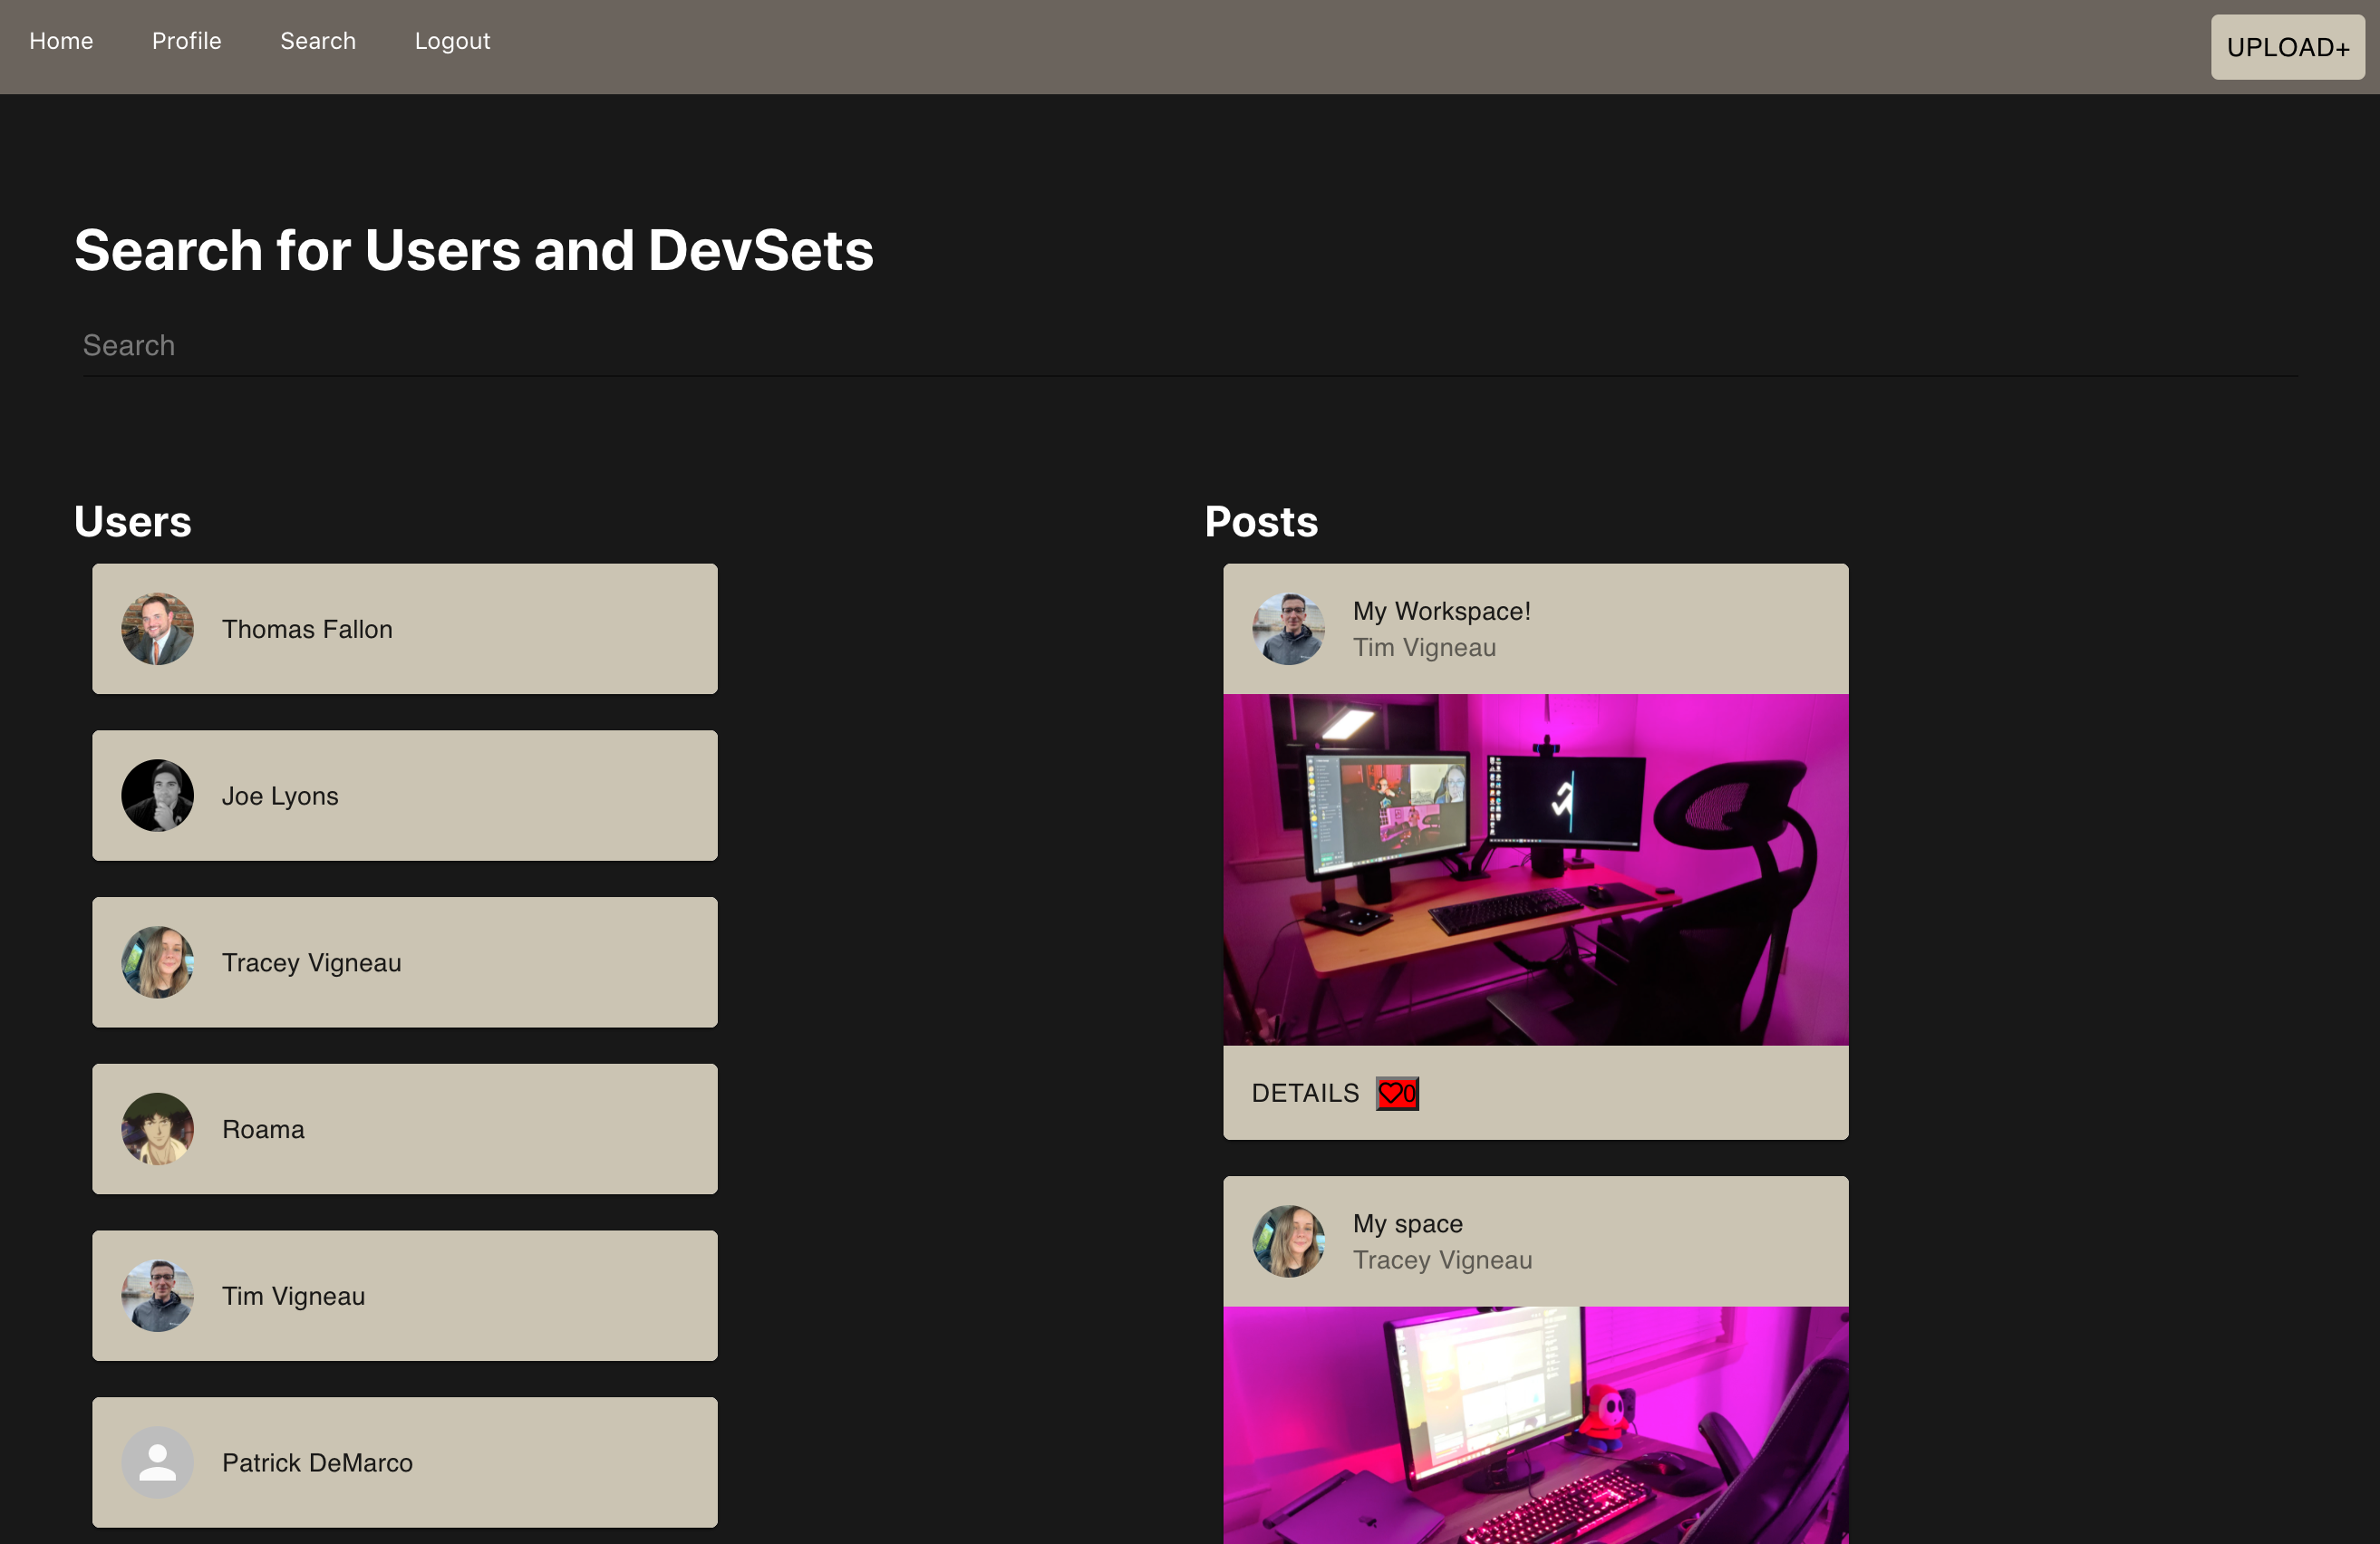 Home
Profile
Search
Logout
UPLOAD+
Search for Users and DevSets
Search
Users
Thomas Fallon
Joe Lyons
Tracey Vigneau
Roama
Tim Vigneau
Patrick DeMarco
Posts
My Workspace!
Tim Vigneau
DETAILS
0
My space
Tracey Vigneau